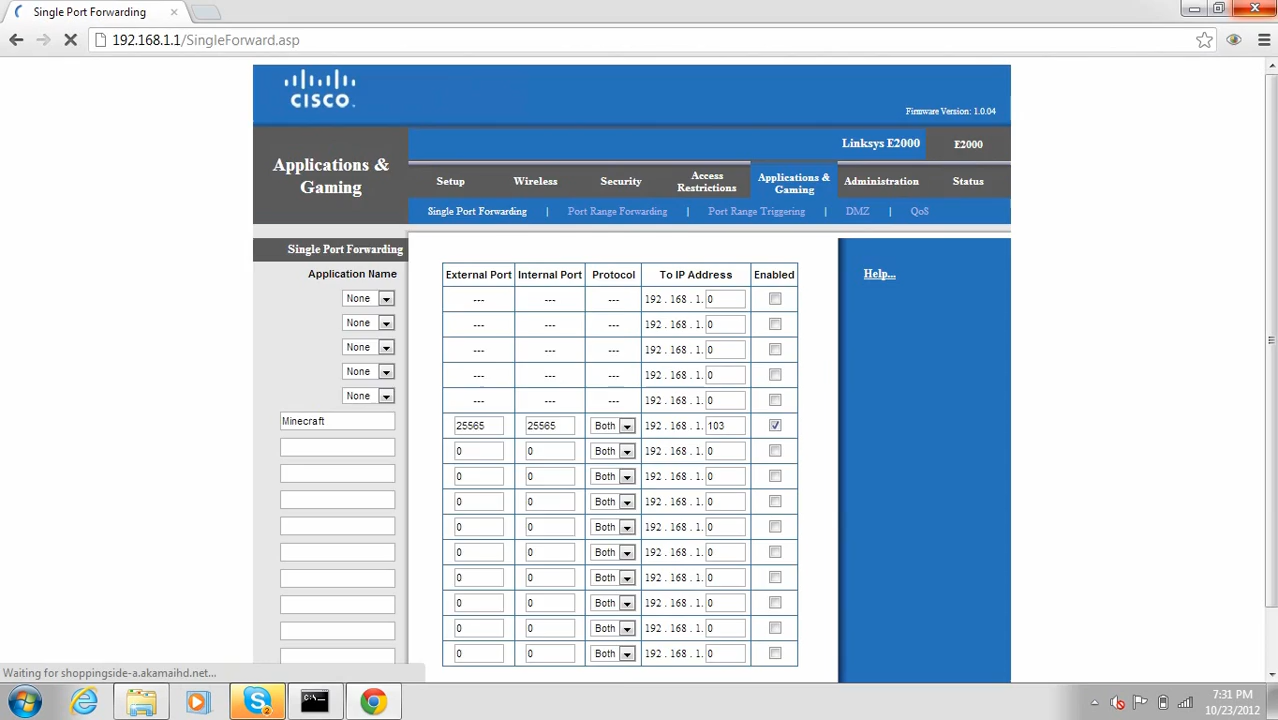 Single Port Forwarding
192.168.1.1/SingleForward.asp
CISCO
Firmware Version: 1.0.04
Linksys E2000
E2000
Applications & Gaming
Setup
Wireless
Security
Access Restrictions
Applications & Gaming
Administration
Status
Single Port Forwarding | Port Range Forwarding | Port Range Triggering | DMZ | QoS
Single Port Forwarding
Application Name
External Port Internal Port Protocol To IP Address Enabled
Help...
None --- --- --- 192 . 168 . 1. 0
None --- --- --- 192 . 168 . 1. 0
None --- --- --- 192 . 168 . 1. 0
None --- --- --- 192 . 168 . 1. 0
None --- --- --- 192 . 168 . 1. 0
Minecraft 25565 25565 Both 192 . 168 . 1. 103
0 0 Both 192 . 168 . 1. 0
0 0 Both 192 . 168 . 1. 0
0 0 Both 192 . 168 . 1. 0
0 0 Both 192 . 168 . 1. 0
0 0 Both 192 . 168 . 1. 0
0 0 Both 192 . 168 . 1. 0
0 0 Both 192 . 168 . 1. 0
0 0 Both 192 . 168 . 1. 0
0 0 Both 192 . 168 . 1. 0
Waiting for shoppingside-a.akamaihd.net...
2
C:\
7:31 PM
10/23/2012